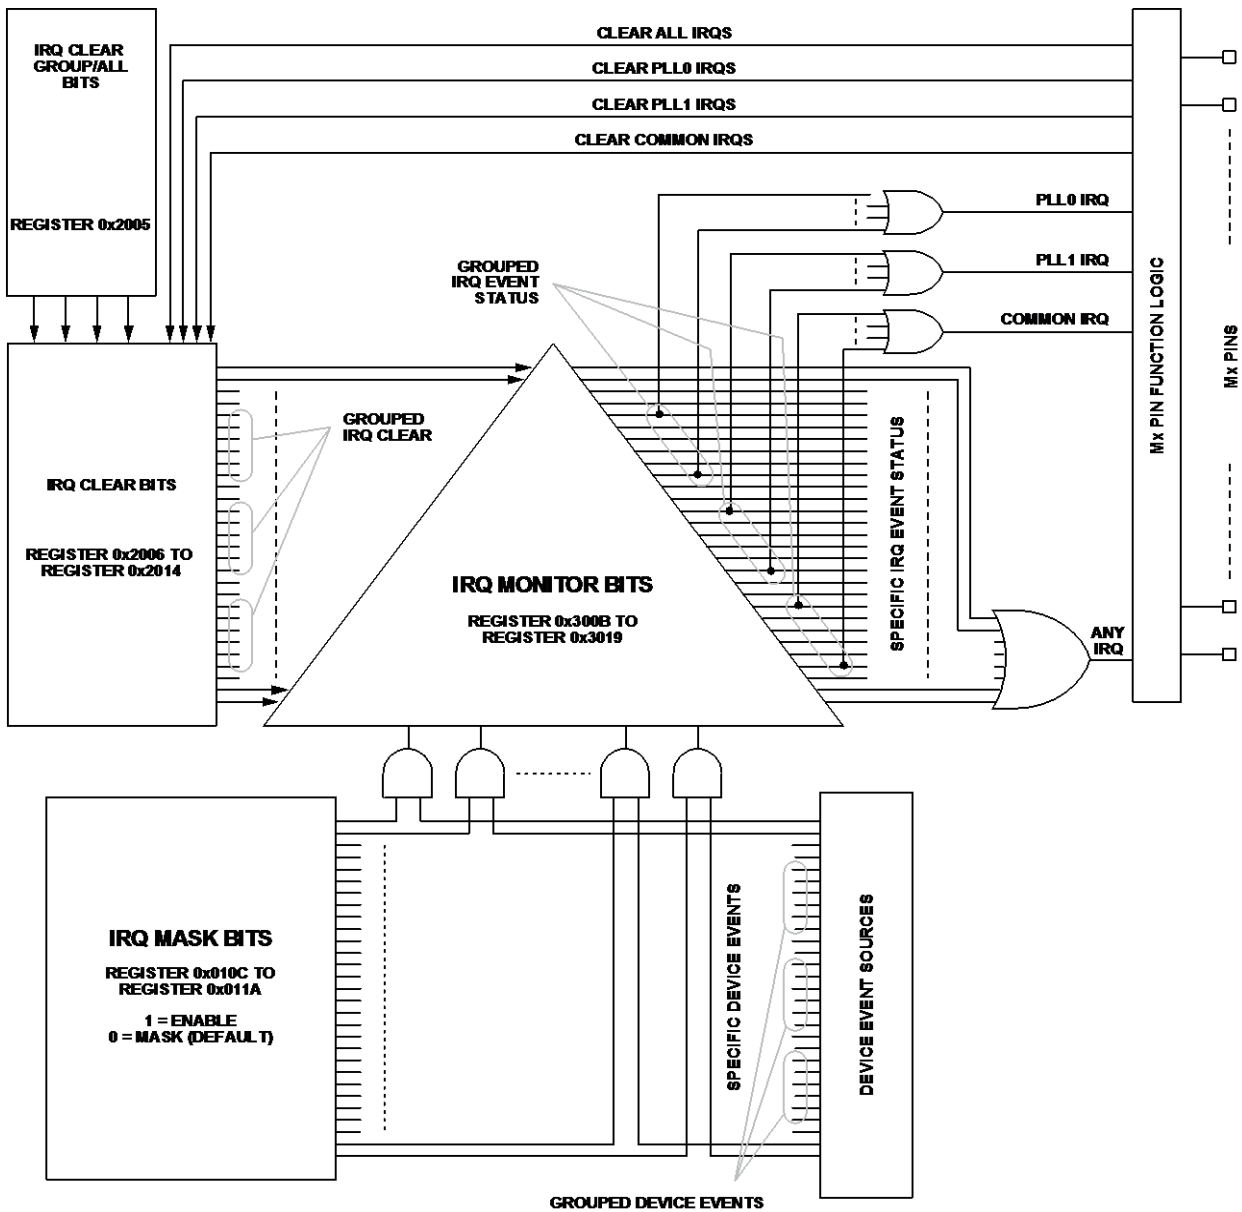 IRQ CLEAR
GROUP/ALL
BITS
REGISTER 0x2005
CLEAR ALL IRQS
CLEAR PLL0 IRQS
CLEAR PLL1 IRQS
CLEAR COMMON IRQS
PLL0 IRQ
PLL1 IRQ
COMMON IRQ
GROUPED
IRQ EVENT
STATUS
GROUPED
IRQ CLEAR
IRQ CLEAR BITS
REGISTER 0x2006 TO
REGISTER 0x2014
IRQ MONITOR BITS
REGISTER 0x300B TO
REGISTER 0x3019
SPECIFIC IRQ EVENT STATUS
ANY
IRQ
Mx PIN FUNCTION LOGIC
Mx PINS
IRQ MASK BITS
REGISTER 0x010C TO
REGISTER 0x011A
1 = ENABLE
0 = MASK (DEFAULT)
SPECIFIC DEVICE EVENTS
DEVICE EVENT SOURCES
GROUPED DEVICE EVENTS